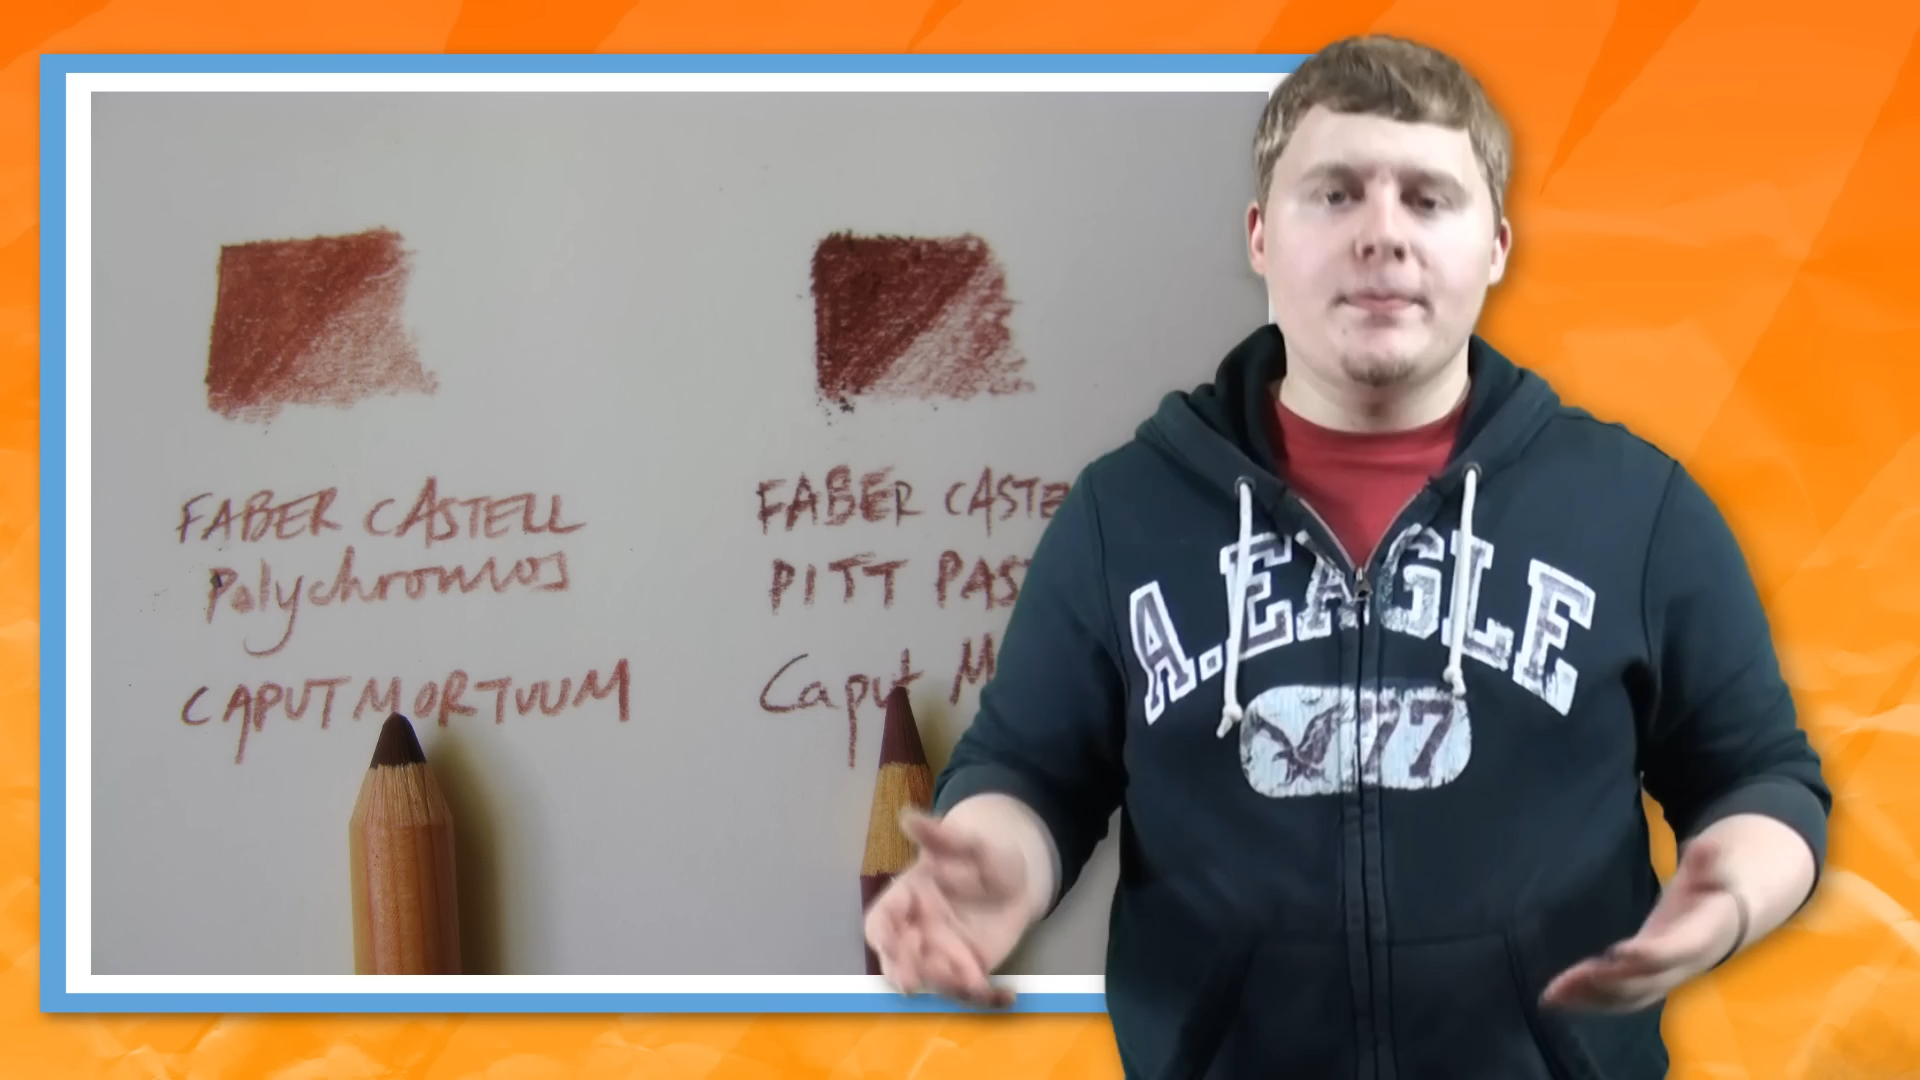 FABER CASTELL
Polychromos
CAPUT MORTUUM
FABER CASTE
PITT PAS
Caput M
A.EAGLE
77